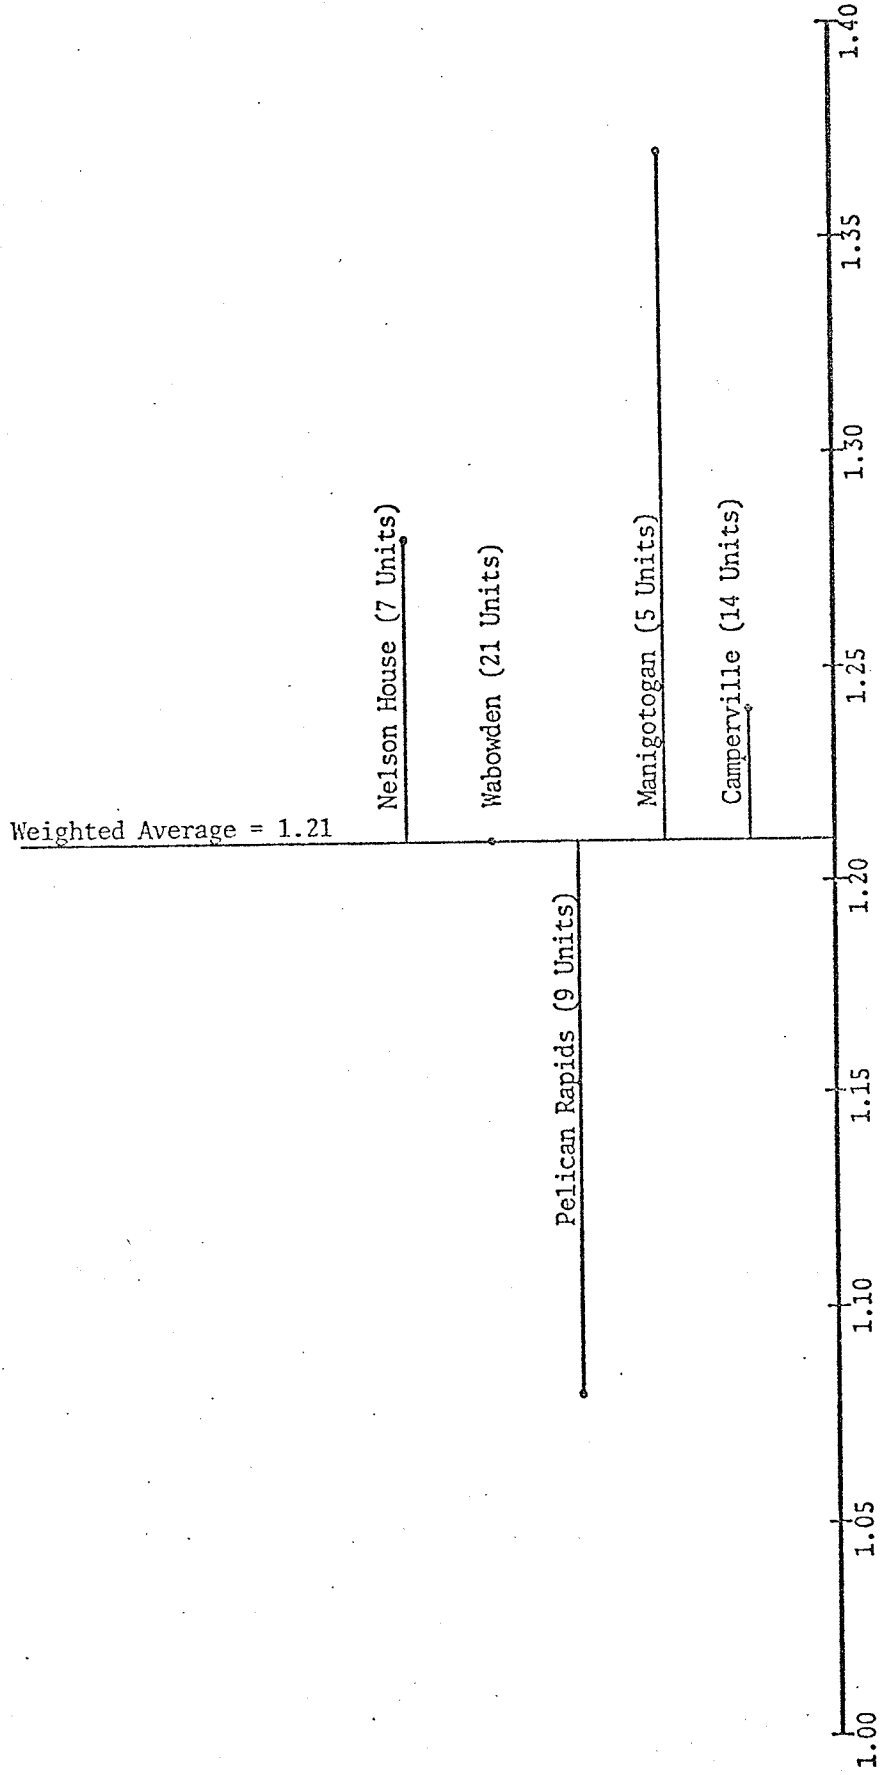 Weighted Average = 1.21
Nelson House (7 Units)
Wabowden (21 Units)
Pelican Rapids (9 Units)
Manigotogan (5 Units)
Camperville (14 Units)
1.00
1.05
1.10
1.15
1.20
1.25
1.30
1.35
1.40